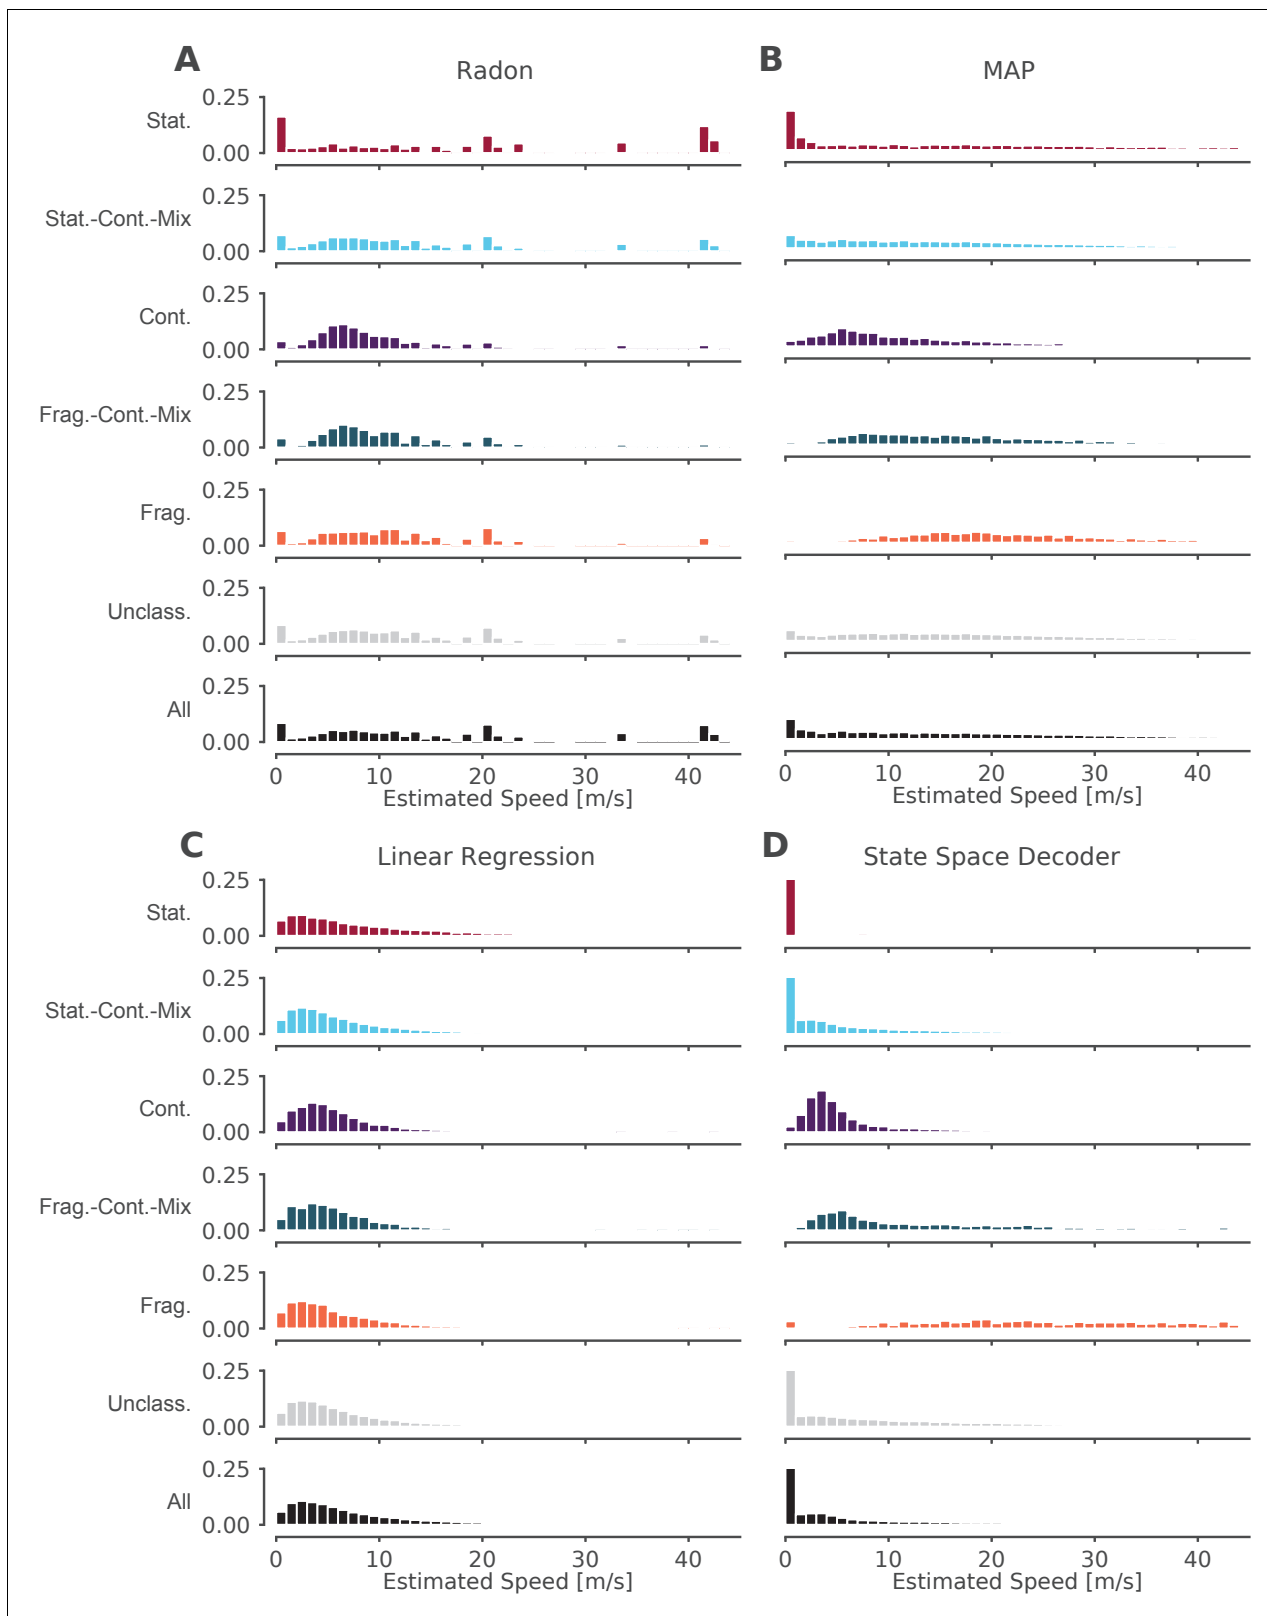 A
Radon
B
MAP
0.25
Stat.
0.00
0.25
Stat.-Cont.-Mix
0.00
0.25
Cont.
0.00
0.25
Frag.-Cont.-Mix
0.00
0.25
Frag.
0.00
0.25
Unclass.
0.00
0.25
All
0.00
0 10 20 30 40
Estimated Speed [m/s]
0 10 20 30 40
Estimated Speed [m/s]
C
Linear Regression
D
State Space Decoder
0.25
Stat.
0.00
0.25
Stat.-Cont.-Mix
0.00
0.25
Cont.
0.00
0.25
Frag.-Cont.-Mix
0.00
0.25
Frag.
0.00
0.25
Unclass.
0.00
0.25
All
0.00
0 10 20 30 40
Estimated Speed [m/s]
0 10 20 30 40
Estimated Speed [m/s]